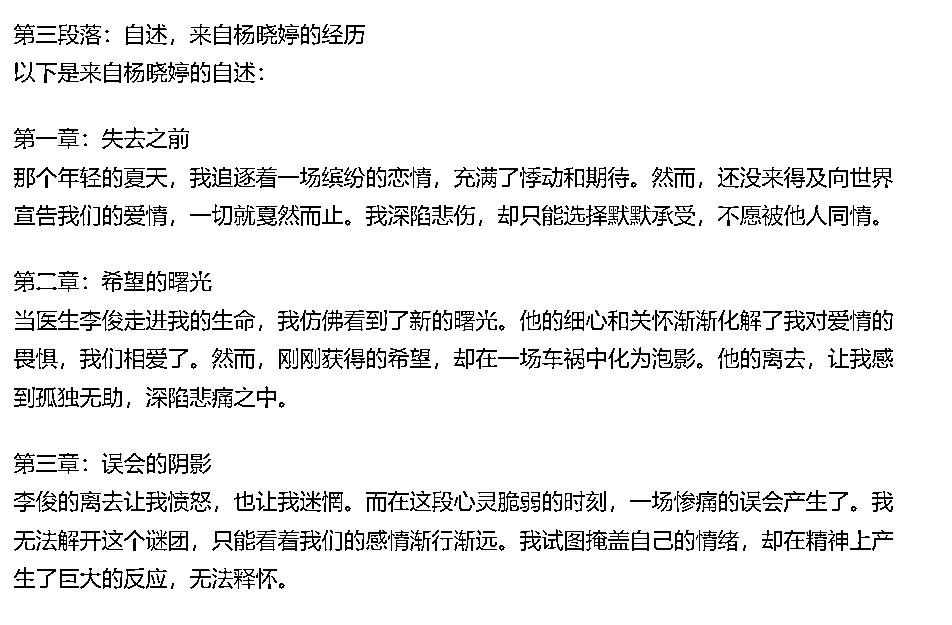 第三段落：自述，来自杨晓婷的经历
以下是来自杨晓婷的自述：
第一章：失去之前
那个年轻的夏天，我追逐着一场缤纷的恋情，充满了悸动和期待。然而，还没来得及向世界
宣告我们的爱情，一切就戛然而止。我深陷悲伤，却只能选择默默承受，不愿被他人同情。
第二章：希望的曙光
当医生李俊走进我的生命，我仿佛看到了新的曙光。他的细心和关怀渐渐化解了我对爱情的
畏惧，我们相爱了。然而，刚刚获得的希望，却在一场车祸中化为泡影。他的离去，让我感
到孤独无助，深陷悲痛之中。
第三章：误会的阴影
李俊的离去让我愤怒，也让我迷惘。而在这段心灵脆弱的时刻，一场惨痛的误会产生了。我
无法解开这个谜团，只能看着我们的感情渐行渐远。我试图掩盖自己的情绪，却在精神上产
生了巨大的反应，无法释怀。